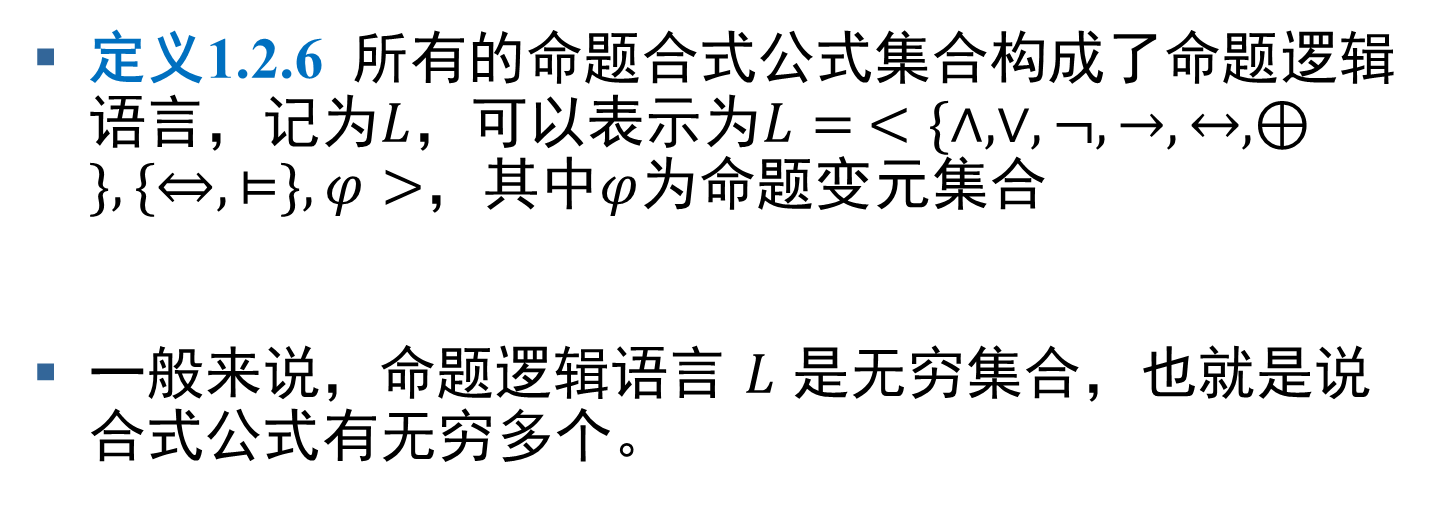 ▪ 定义1.2.6 所有的命题合式公式集合构成了命题逻辑
语言，记为L，可以表示为L = < {∧,∨, ¬, →, ↔,⊕
}, {⇔, ⊨}, φ >，其中φ为命题变元集合
▪ 一般来说，命题逻辑语言 L 是无穷集合，也就是说
合式公式有无穷多个。